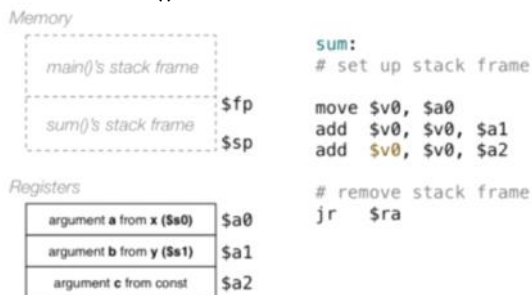 Memory
main()'s stack frame
$fp
sum()'s stack frame
$sp
Registers
argument a from x ($s0) $a0
argument b from y ($s1) $a1
argument c from const $a2
sum:
# set up stack frame
move $v0, $a0
add $v0, $v0, $a1
add $v0, $v0, $a2
# remove stack frame
jr $ra